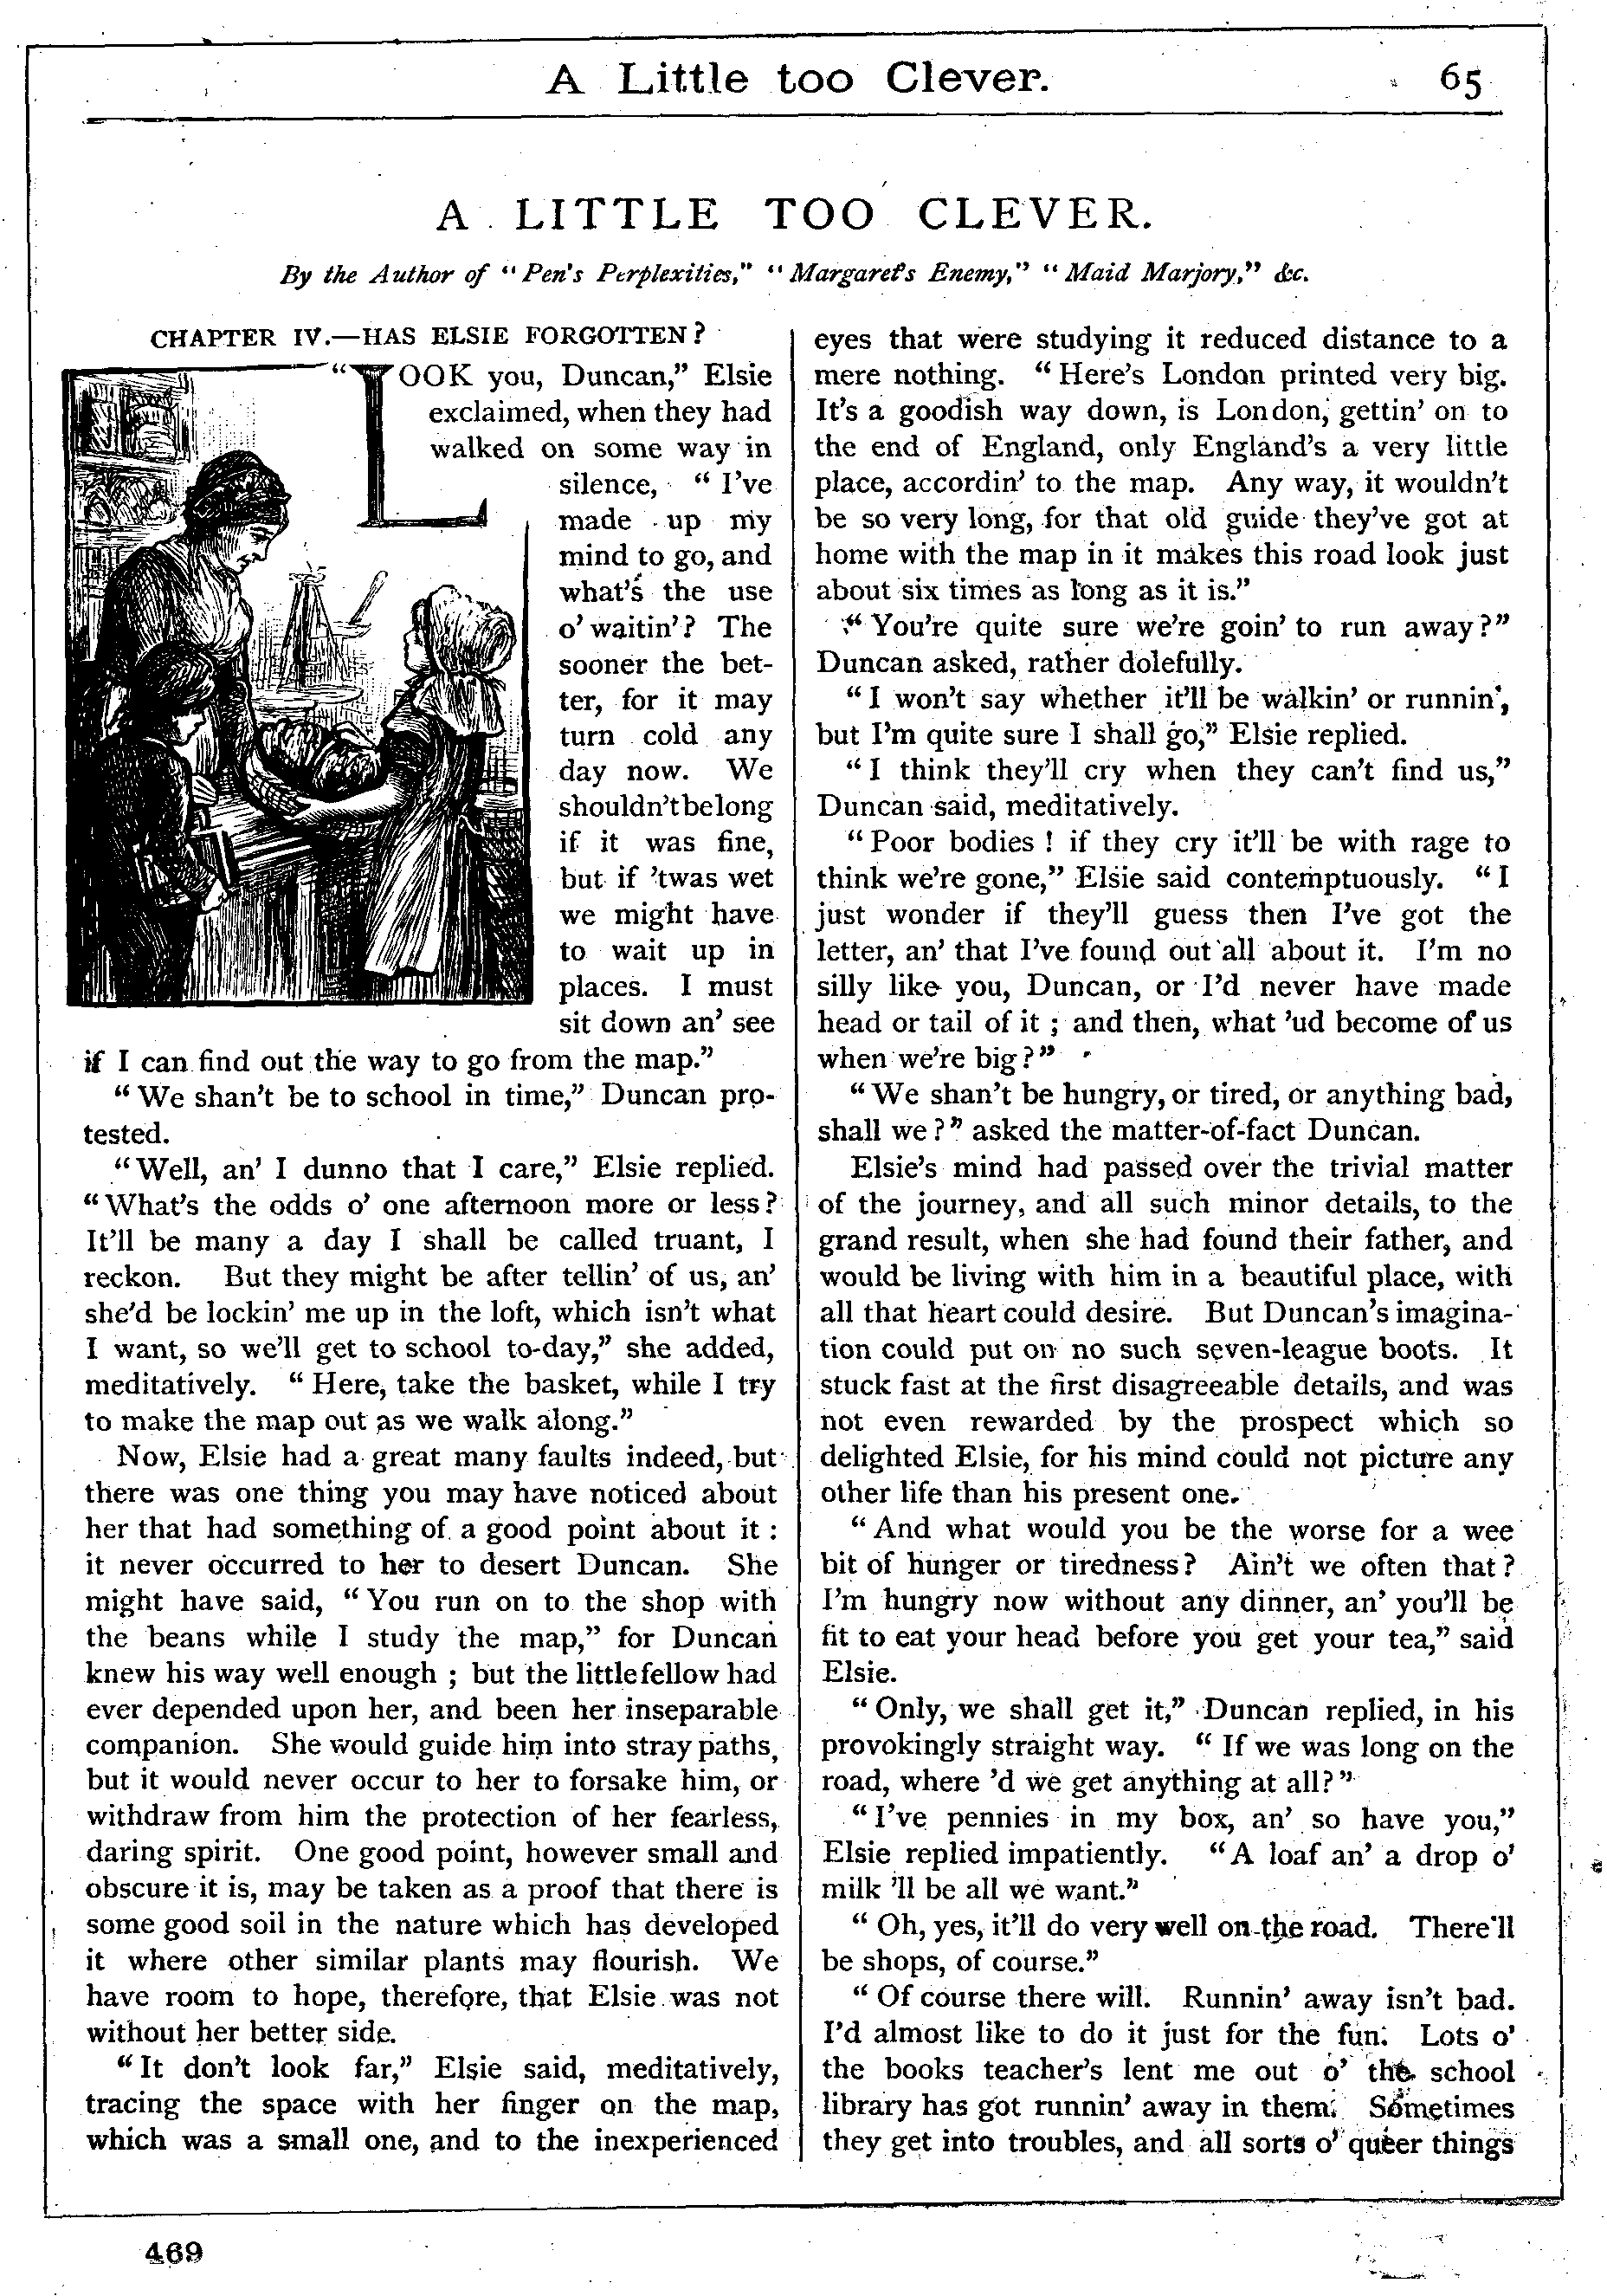 A Little too Clever.
65
A LITTLE TOO CLEVER.
By the Author of "Pen's Perplexities," "Margaret's Enemy," "Maid Marjory," &c.
CHAPTER IV.—HAS ELSIE FORGOTTEN?
"LOOK you, Duncan," Elsie
exclaimed, when they had
walked on some way in
silence, "I've
made up my
mind to go, and
what's the use
o' waitin'? The
sooner the bet-
ter, for it may
turn cold any
day now. We
shouldn't be long
if it was fine,
but if 'twas wet
we might have
to wait up in
places. I must
sit down an' see
if I can find out the way to go from the map."
"We shan't be to school in time," Duncan pro-
tested.
"Well, an' I dunno that I care," Elsie replied.
"What's the odds o' one afternoon more or less?
It'll be many a day I shall be called truant, I
reckon. But they might be after tellin' of us, an'
she'd be lockin' me up in the loft, which isn't what
I want, so we'll get to school to-day," she added,
meditatively. "Here, take the basket, while I try
to make the map out as we walk along."
Now, Elsie had a great many faults indeed, but
there was one thing you may have noticed about
her that had something of a good point about it:
it never occurred to her to desert Duncan. She
might have said, "You run on to the shop with
the beans while I study the map," for Duncan
knew his way well enough; but the little fellow had
ever depended upon her, and been her inseparable
companion. She would guide him into stray paths,
but it would never occur to her to forsake him, or
withdraw from him the protection of her fearless,
daring spirit. One good point, however small and
obscure it is, may be taken as a proof that there is
some good soil in the nature which has developed
it where other similar plants may flourish. We
have room to hope, therefore, that Elsie was not
without her better side.
"It don't look far," Elsie said, meditatively,
tracing the space with her finger on the map,
which was a small one, and to the inexperienced
eyes that were studying it reduced distance to a
mere nothing. "Here's London printed very big.
It's a goodish way down, is London, gettin' on to
the end of England, only England's a very little
place, accordin' to the map. Any way, it wouldn't
be so very long, for that old guide they've got at
home with the map in it makes this road look just
about six times as long as it is."
"You're quite sure we're goin' to run away?"
Duncan asked, rather dolefully.
"I won't say whether it'll be walkin' or runnin',
but I'm quite sure I shall go," Elsie replied.
"I think they'll cry when they can't find us,"
Duncan said, meditatively.
"Poor bodies! if they cry it'll be with rage to
think we're gone," Elsie said contemptuously. "I
just wonder if they'll guess then I've got the
letter, an' that I've found out all about it. I'm no
silly like you, Duncan, or I'd never have made
head or tail of it; and then, what 'ud become of us
when we're big?"
"We shan't be hungry, or tired, or anything bad,
shall we?" asked the matter-of-fact Duncan.
Elsie's mind had passed over the trivial matter
of the journey, and all such minor details, to the
grand result, when she had found their father, and
would be living with him in a beautiful place, with
all that heart could desire. But Duncan's imagina-
tion could put on no such seven-league boots. It
stuck fast at the first disagreeable details, and was
not even rewarded by the prospect which so
delighted Elsie, for his mind could not picture any
other life than his present one.
"And what would you be the worse for a wee
bit of hunger or tiredness? Ain't we often that?
I'm hungry now without any dinner, an' you'll be
fit to eat your head before you get your tea," said
Elsie.
"Only, we shall get it," Duncan replied, in his
provokingly straight way. "If we was long on the
road, where 'd we get anything at all?"
"I've pennies in my box, an' so have you,"
Elsie replied impatiently. "A loaf an' a drop o'
milk 'll be all we want."
"Oh, yes, it'll do very well on the road. There'll
be shops, of course."
"Of course there will. Runnin' away isn't bad.
I'd almost like to do it just for the fun. Lots o'
the books teacher's lent me out o' the school
library has got runnin' away in them. Sometimes
they get into troubles, and all sorts o' queer things
469